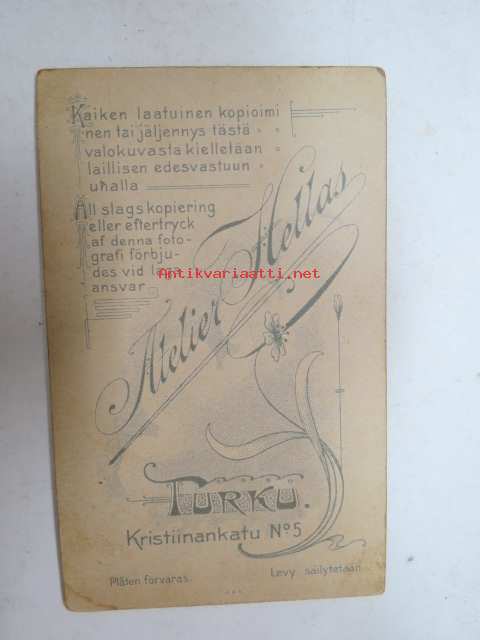 Kaiken laatuinen kopioimi
nen tai jäljennys tästä
valokuvasta kielletään
laillisen edesvastuun
uhalla
All slags kopiering
eller eftertryck
af denna foto-
grafi förbju-
des vid laga
ansvar.
Antikvariaatti.net
Atelier Hellas
TURKU.
Kristiinankatu No 5
Plåten förvaras.
Levy säilytetään